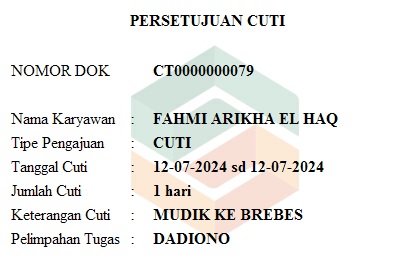 PERSETUJUAN CUTI
NOMOR DOK CT0000000079
Nama Karyawan : FAHMI ARIKHA EL HAQ
Tipe Pengajuan : CUTI
Tanggal Cuti : 12-07-2024 sd 12-07-2024
Jumlah Cuti : 1 hari
Keterangan Cuti : MUDIK KE BREBES
Pelimpahan Tugas : DADIONO